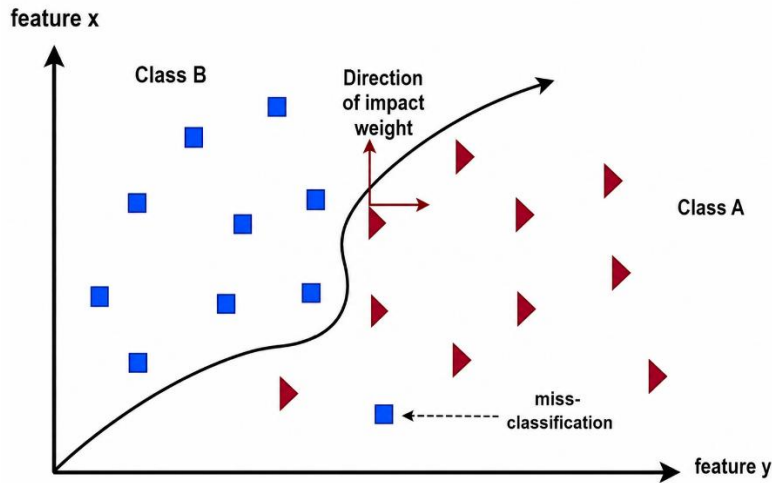 feature x
Class B
Direction
of impact
weight
Class A
miss-
classification
feature y